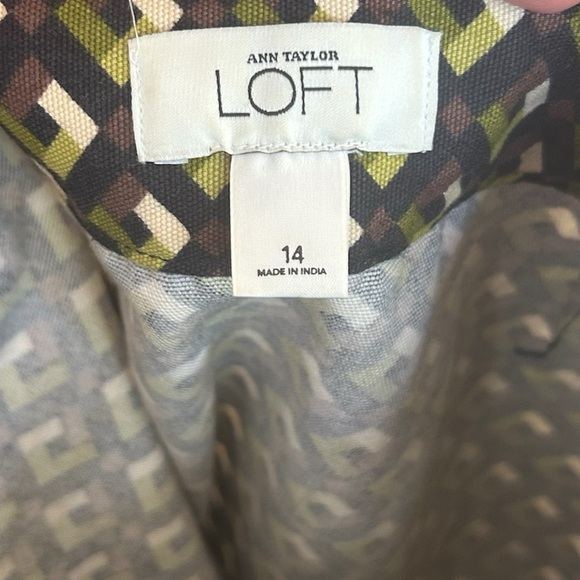 ANN TAYLOR
LOFT
14
MADE IN INDIA